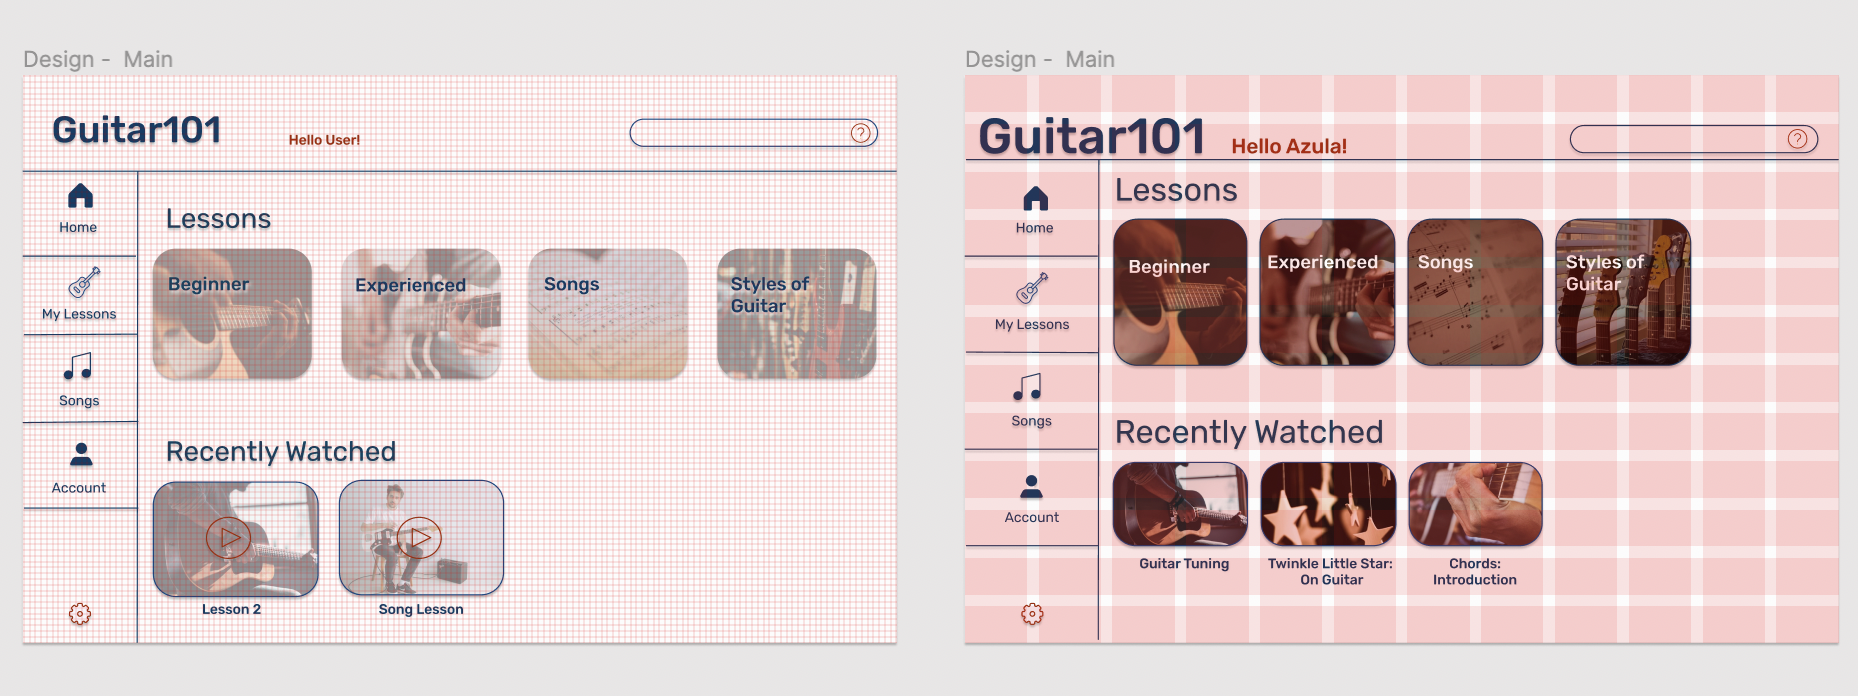 Design - Main
Guitar101
Hello User!
?
Home
My Lessons
Songs
Account
Lessons
Beginner
Experienced
Songs
Styles of
Guitar
Recently Watched
Lesson 2
Song Lesson
Design - Main
Guitar101
Hello Azula!
?
Home
My Lessons
Songs
Account
Lessons
Beginner
Experienced
Songs
Styles of
Guitar
Recently Watched
Guitar Tuning
Twinkle Little Star:
On Guitar
Chords:
Introduction